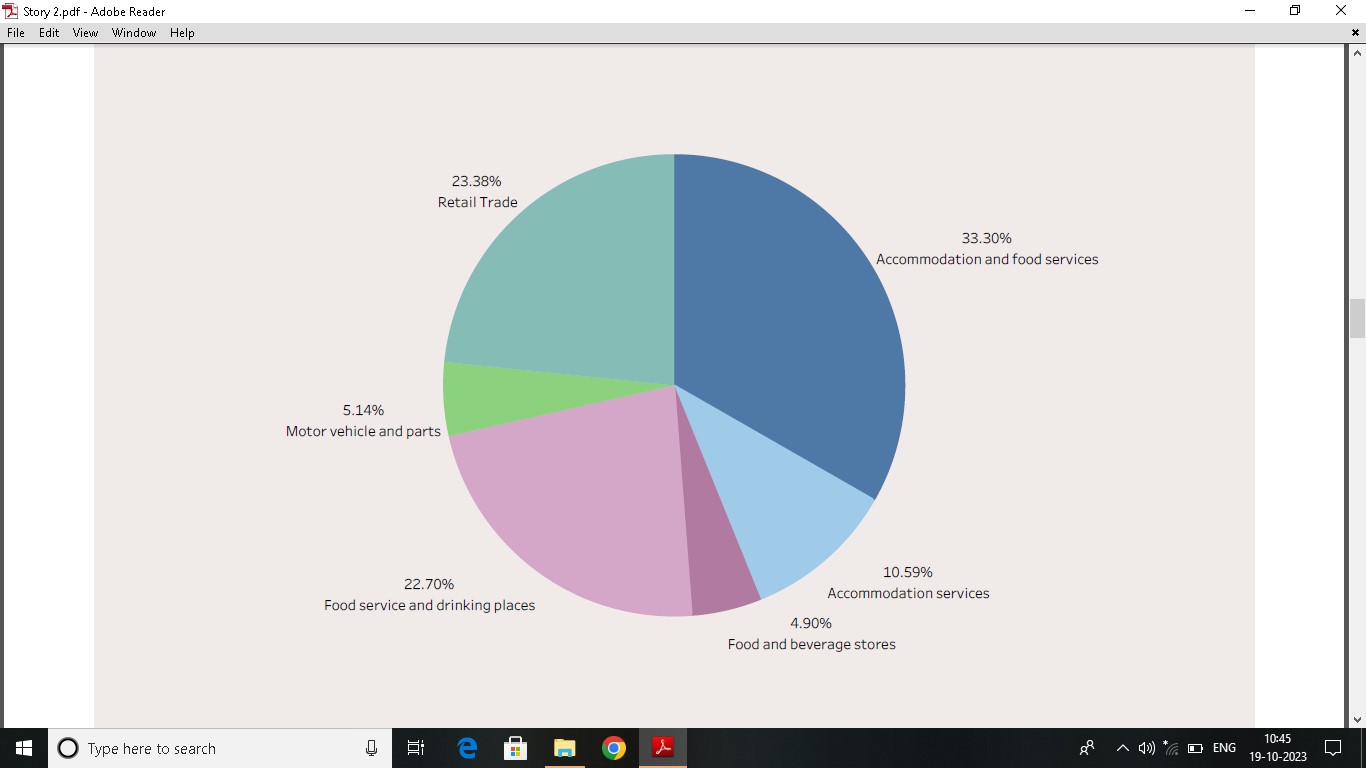 Story 2.pdf - Adobe Reader
File Edit View Window Help
23.38%
Retail Trade
33.30%
Accommodation and food services
5.14%
Motor vehicle and parts
22.70%
Food service and drinking places
10.59%
Accommodation services
4.90%
Food and beverage stores
Type here to search
ENG
10:45
19-10-2023